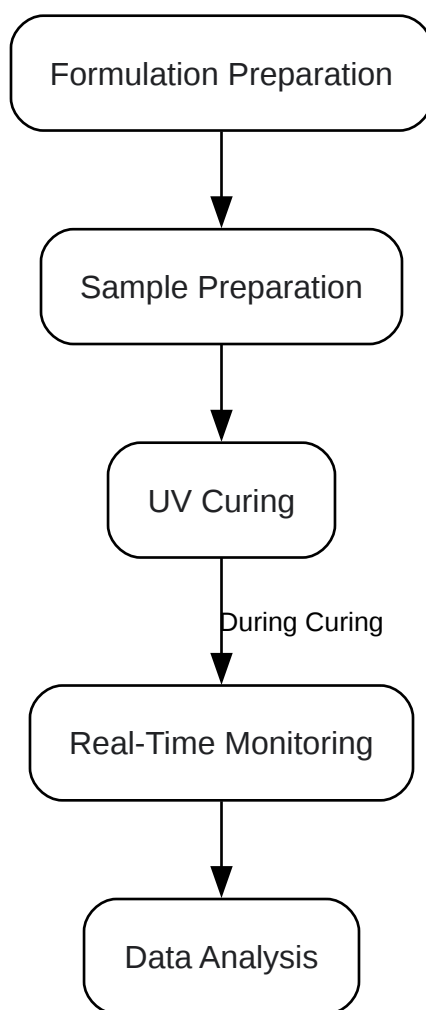 Formulation Preparation
Sample Preparation
UV Curing
During Curing
Real-Time Monitoring
Data Analysis